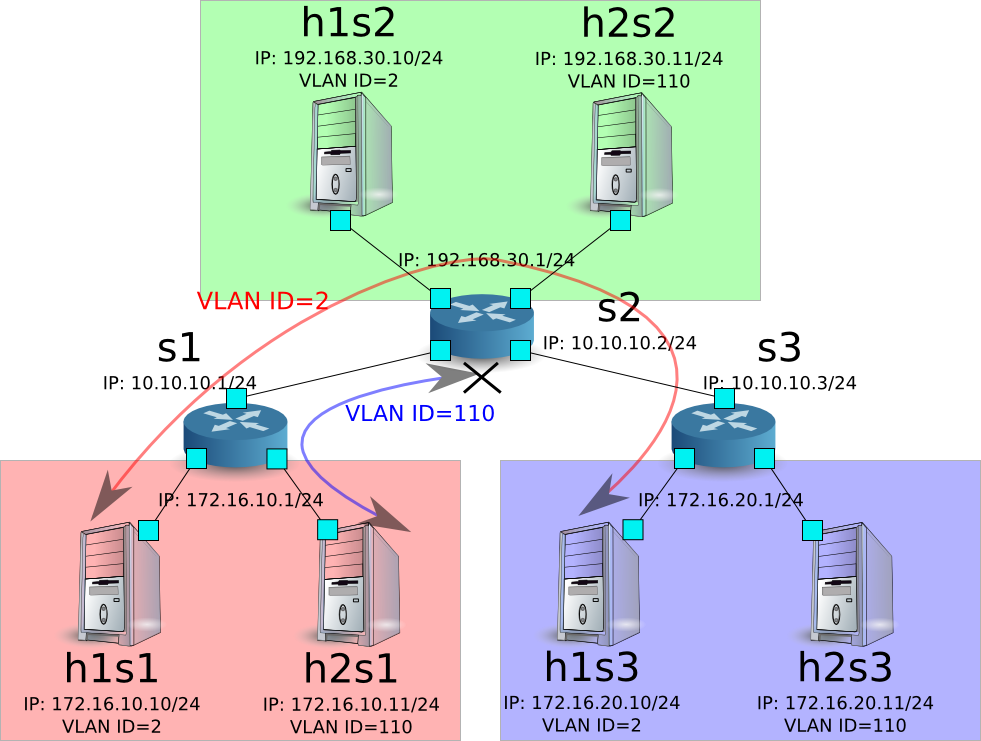 h1s2
IP: 192.168.30.10/24
VLAN ID=2
h2s2
IP: 192.168.30.11/24
VLAN ID=110
IP: 192.168.30.1/24
VLAN ID=2
s2
IP: 10.10.10.2/24
s1
IP: 10.10.10.1/24
s3
IP: 10.10.10.3/24
VLAN ID=110
IP: 172.16.10.1/24
IP: 172.16.20.1/24
h1s1
IP: 172.16.10.10/24
VLAN ID=2
h2s1
IP: 172.16.10.11/24
VLAN ID=110
h1s3
IP: 172.16.20.10/24
VLAN ID=2
h2s3
IP: 172.16.20.11/24
VLAN ID=110